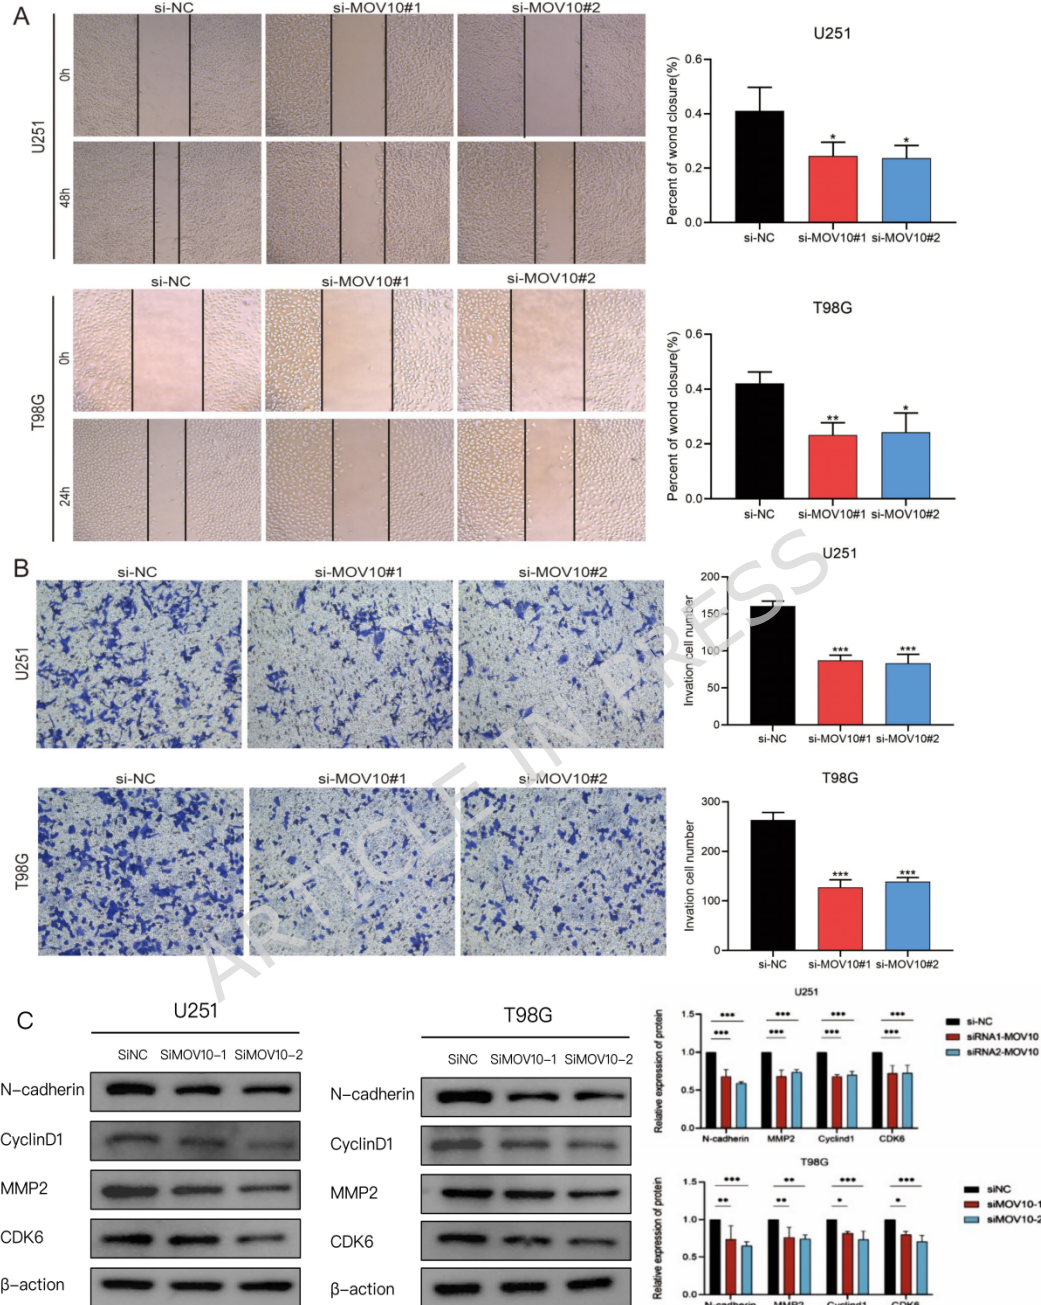 A
si-NC si-MOV10#1 si-MOV10#2
U251
0h
48h
U251
Percent of wond closure(%)
0.6
0.4
0.2
0.0
* *
si-NC si-MOV10#1 si-MOV10#2
si-NC si-MOV10#1 si-MOV10#2
T98G
0h
24h
T98G
Percent of wond closure(%)
0.6
0.4
0.2
0.0
** *
si-NC si-MOV10#1 si-MOV10#2
B
si-NC si-MOV10#1 si-MOV10#2
U251
U251
Invation cell number
200
150
100
50
0
*** ***
si-NC si-MOV10#1 si-MOV10#2
si-NC si-MOV10#1 si-MOV10#2
T98G
T98G
Invation cell number
300
200
100
0
*** ***
si-NC si-MOV10#1 si-MOV10#2
ARTICLE IN PRESS
C
U251
SiNC SiMOV10-1 SiMOV10-2
N-cadherin
CyclinD1
MMP2
CDK6
β-action
T98G
SiNC SiMOV10-1 SiMOV10-2
N-cadherin
CyclinD1
MMP2
CDK6
β-action
U251
Relative expression of protein
1.5
1.0
0.5
0.0
*** *** *** ***
*** *** *** ***
N-cadherin MMP2 Cyclind1 CDK6
si-NC
siRNA1-MOV10
siRNA2-MOV10
T98G
Relative expression of protein
1.5
1.0
0.5
0.0
*** ** *** ***
** ** * *
N-cadherin MMP2 Cyclind1 CDK6
siNC
siMOV10-1
siMOV10-2